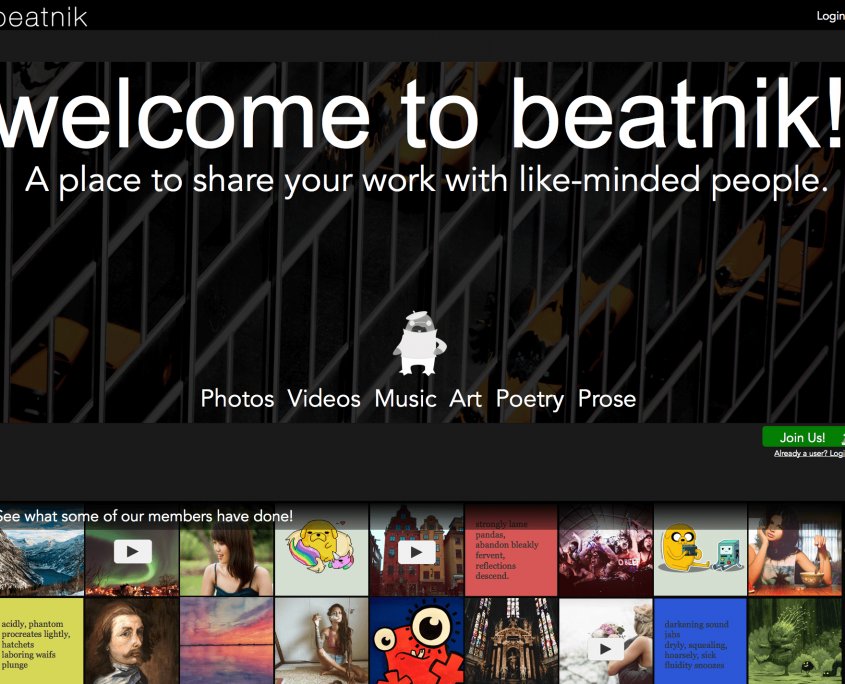 beatnik
Login
welcome to beatnik!
A place to share your work with like-minded people.
Photos Videos Music Art Poetry Prose
Join Us!
Already a user? Logi
See what some of our members have done!
strongly lame
pandas,
abandon bleakly
fervent,
reflections
descend.
acidly, phantom
procreates lightly,
hatchets
laboring waifs
plunge
darkening sound
jabs
dryly, squealing,
hoarsely, sick
fluidity snoozes